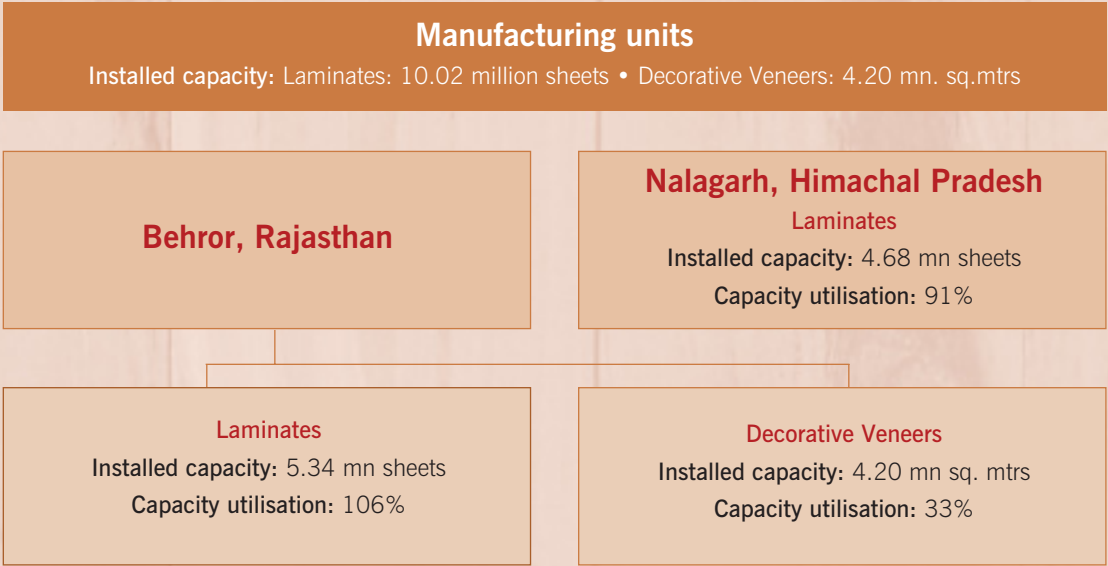 Manufacturing units
Installed capacity: Laminates: 10.02 million sheets • Decorative Veneers: 4.20 mn. sq.mtrs
Behror, Rajasthan
Nalagarh, Himachal Pradesh
Laminates
Installed capacity: 4.68 mn sheets
Capacity utilisation: 91%
Laminates
Installed capacity: 5.34 mn sheets
Capacity utilisation: 106%
Decorative Veneers
Installed capacity: 4.20 mn sq. mtrs
Capacity utilisation: 33%